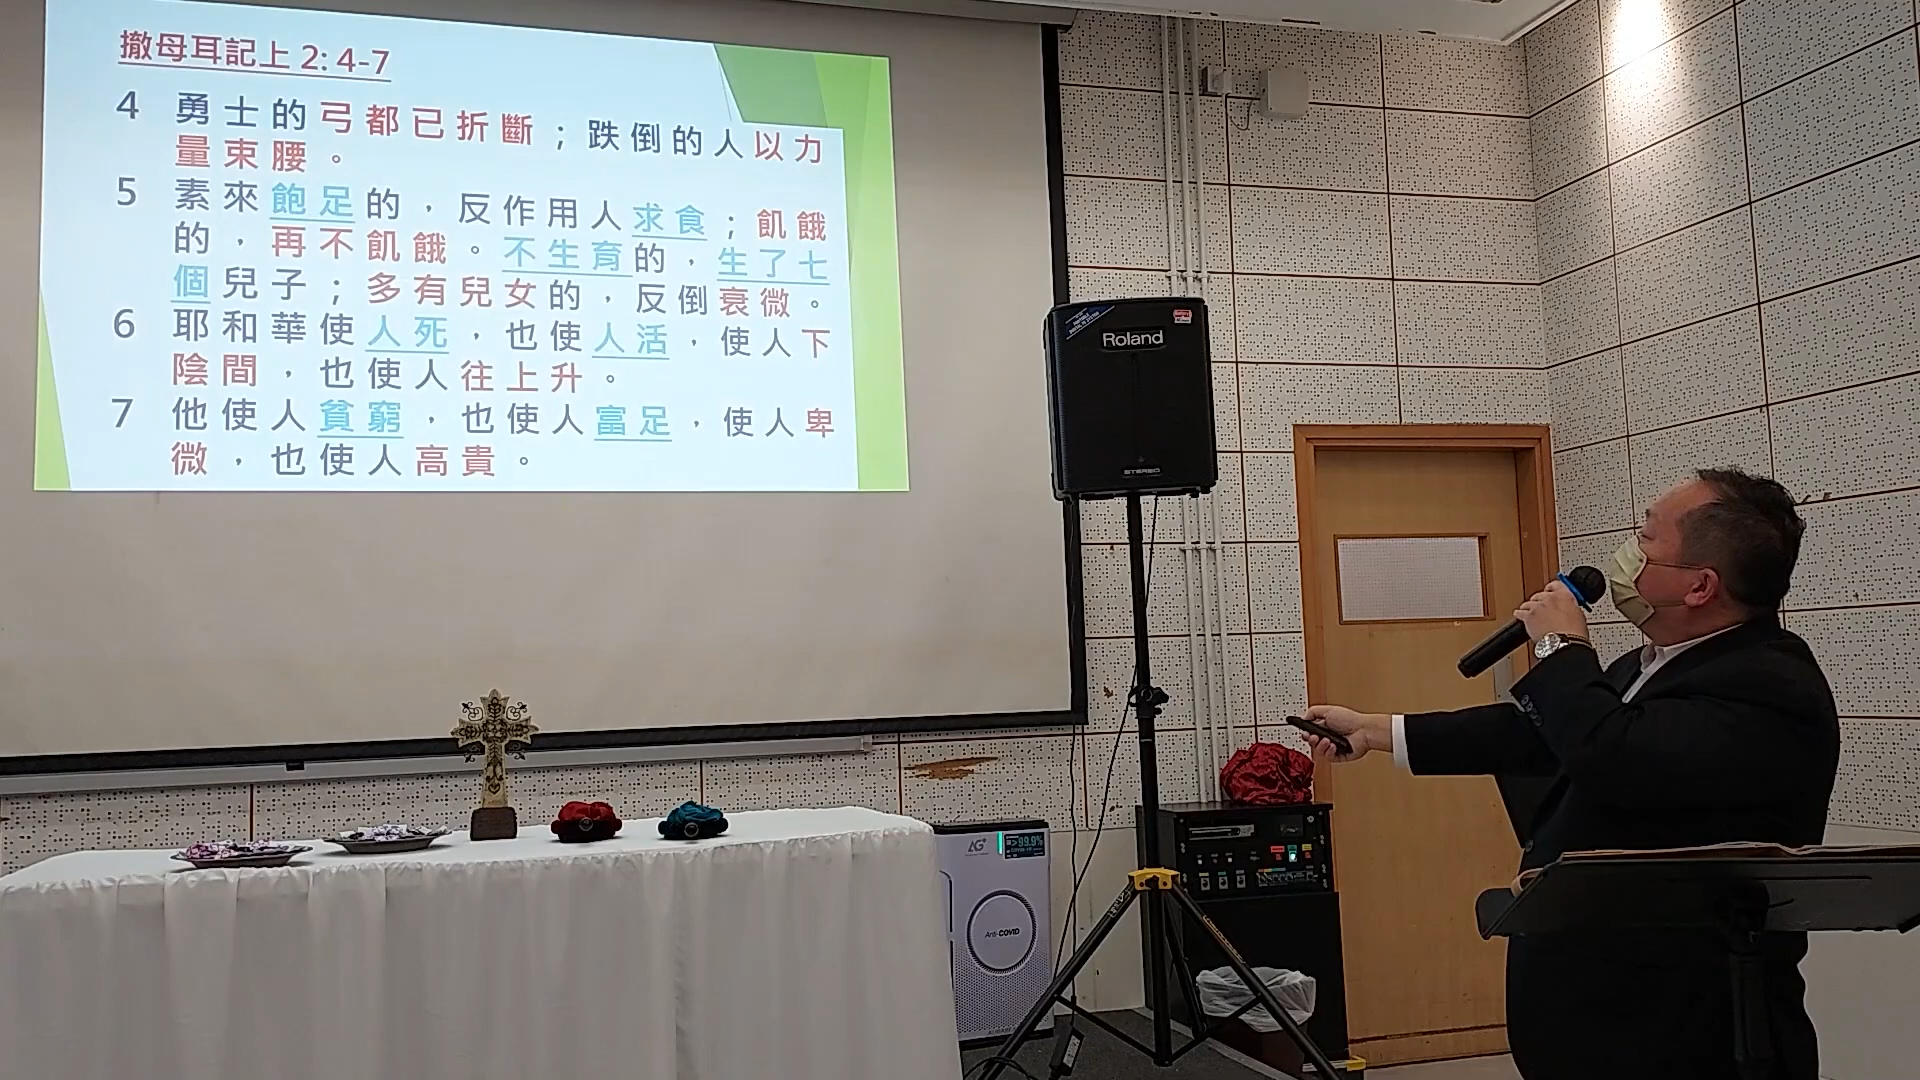 撒母耳記上 2: 4-7
4 勇士的弓都已折斷；跌倒的人以力
量束腰。
5 素來飽足的，反作用人求食；飢餓
的，再不飢餓。不生育的，生了七
個兒子；多有兒女的，反倒衰微。
6 耶和華使人死，也使人活，使人下
陰間，也使人往上升。
7 他使人貧窮，也使人富足，使人卑
微，也使人高貴。
Roland
STEREO
AG+
>99.9%
Anti-COVID